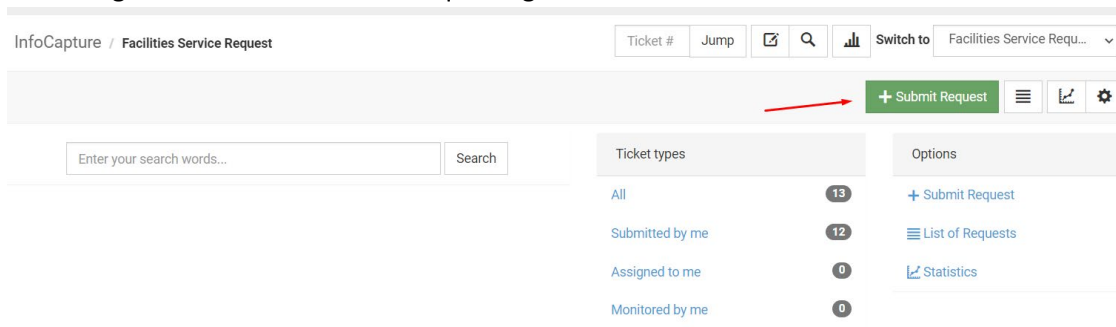 InfoCapture / Facilities Service Request
Ticket #
Jump
Switch to
Facilities Service Requ...
+ Submit Request
Enter your search words...
Search
Ticket types
All 13
Submitted by me 12
Assigned to me 0
Monitored by me 0
Options
+ Submit Request
List of Requests
Statistics